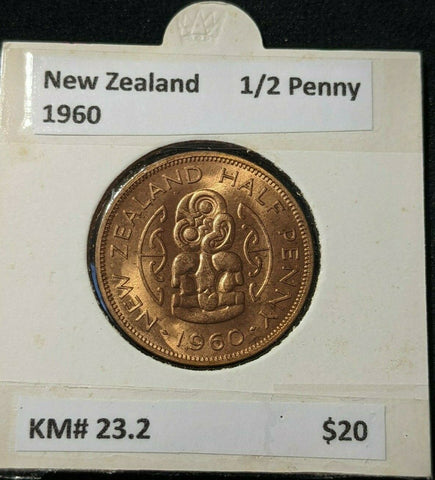 New Zealand 1/2 Penny
1960
NEW ZEALAND HALF PENNY
·1960·
KM# 23.2 $20